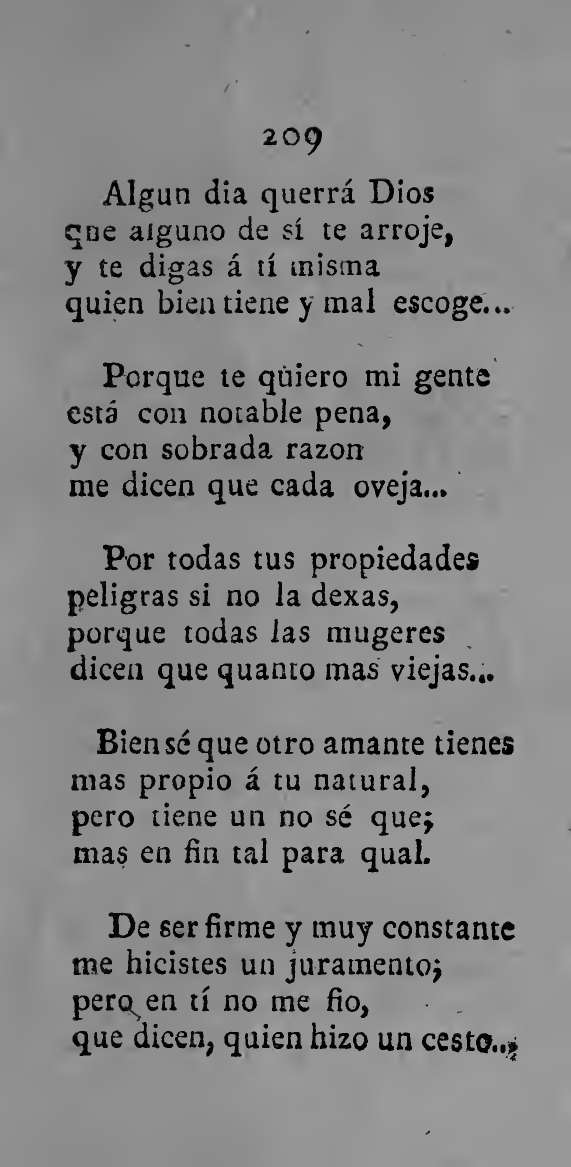 209
Algun dia querrá Dios
que alguno de sí te arroje,
y te digas á tí misma
quien bien tiene y mal escoge...
Porque te quiero mi gente
está con notable pena,
y con sobrada razon
me dicen que cada oveja...
Por todas tus propiedades
peligras si no la dexas,
porque todas las mugeres
dicen que quanto mas viejas...
Bien sé que otro amante tienes
mas propio á tu natural,
pero tiene un no sé que;
mas en fin tal para qual.
De ser firme y muy constante
me hicistes un juramento;
pero en tí no me fio,
que dicen, quien hizo un cesto...